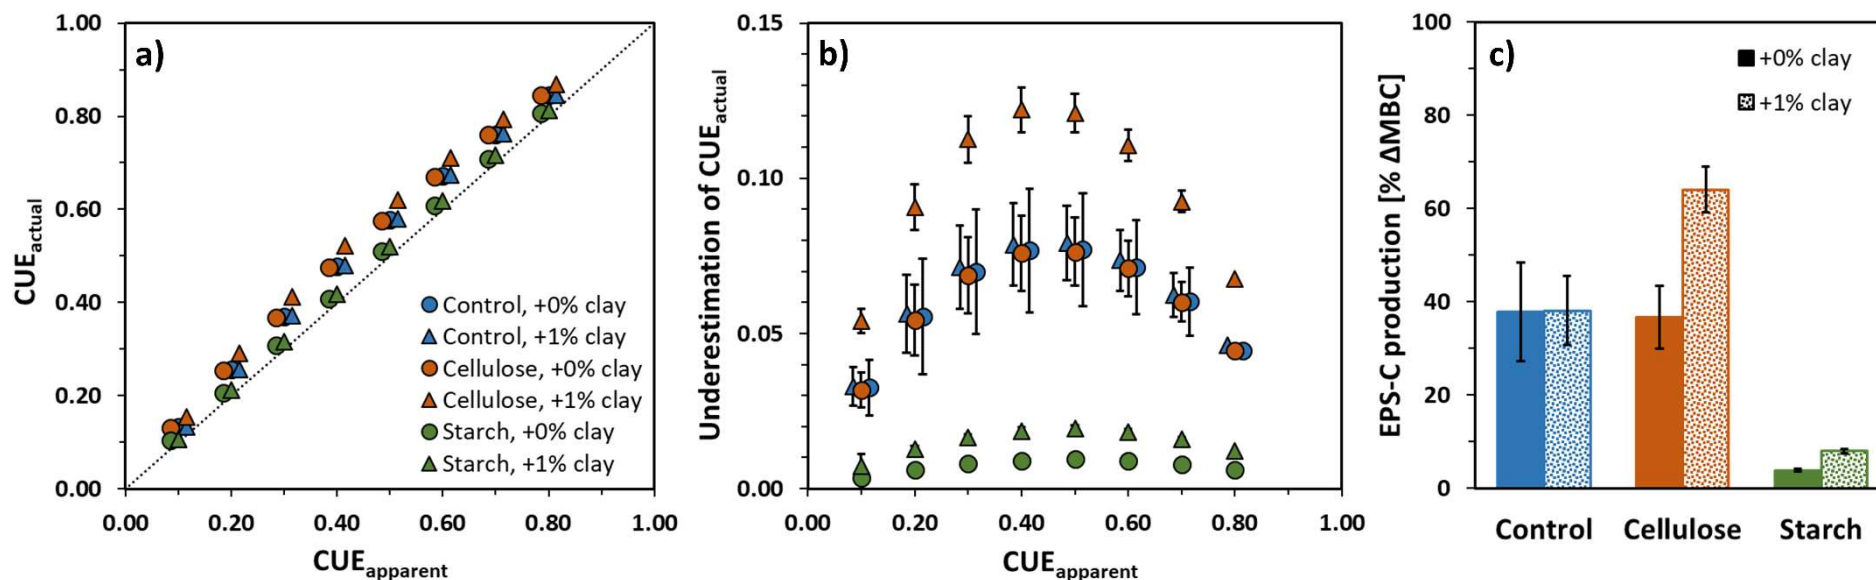 a)
1.00
0.80
0.60
0.40
0.20
0.00
CUEactual
Control, +0% clay
Control, +1% clay
Cellulose, +0% clay
Cellulose, +1% clay
Starch, +0% clay
Starch, +1% clay
0.00 0.20 0.40 0.60 0.80 1.00
CUEapparent
b)
0.15
0.10
0.05
0.00
Underestimation of CUEactual
0.00 0.20 0.40 0.60 0.80 1.00
CUEapparent
c)
100
80
60
40
20
0
EPS-C production [% ΔMBC]
+0% clay
+1% clay
Control Cellulose Starch